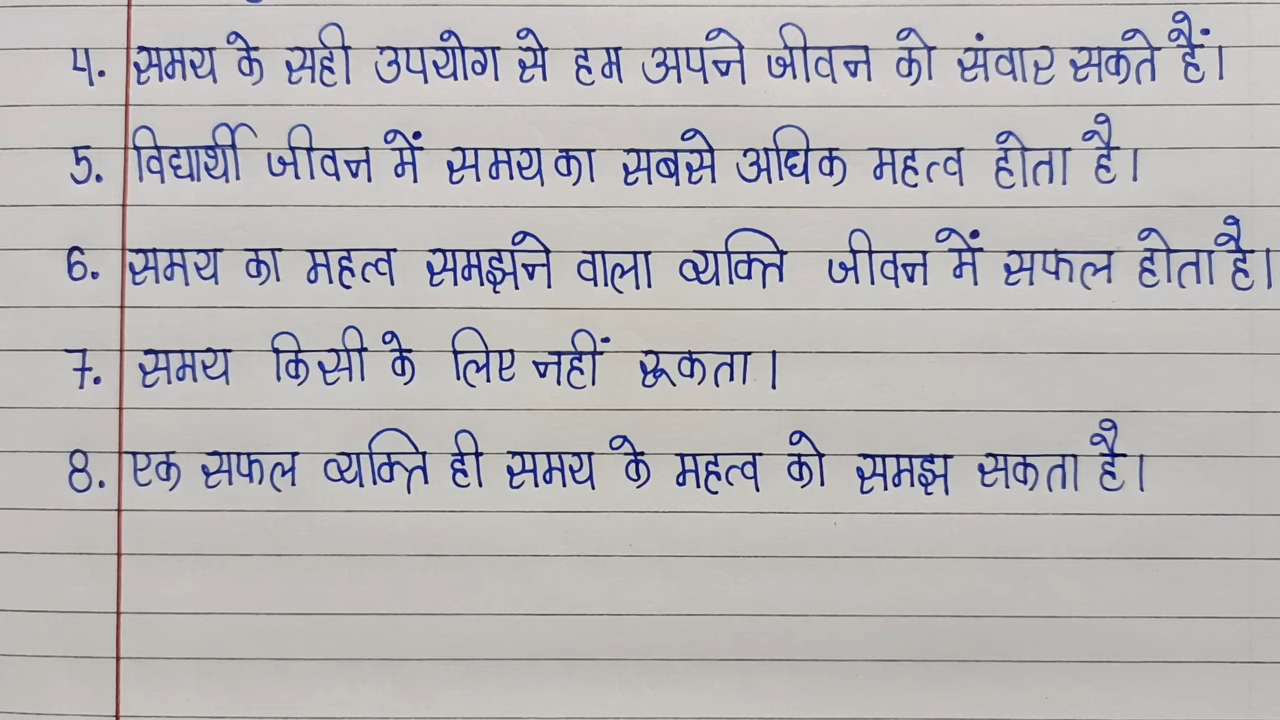 4. समय के सही उपयोग से हम अपने जीवन को संवार सकते हैं।
5. विद्यार्थी जीवन में समय का सबसे अधिक महत्व होता है।
6. समय का महत्व समझने वाला व्यक्ति जीवन में सफल होता है।
7. समय किसी के लिए नहीं रूकता।
8. एक सफल व्यक्ति ही समय के महत्व को समझ सकता है।